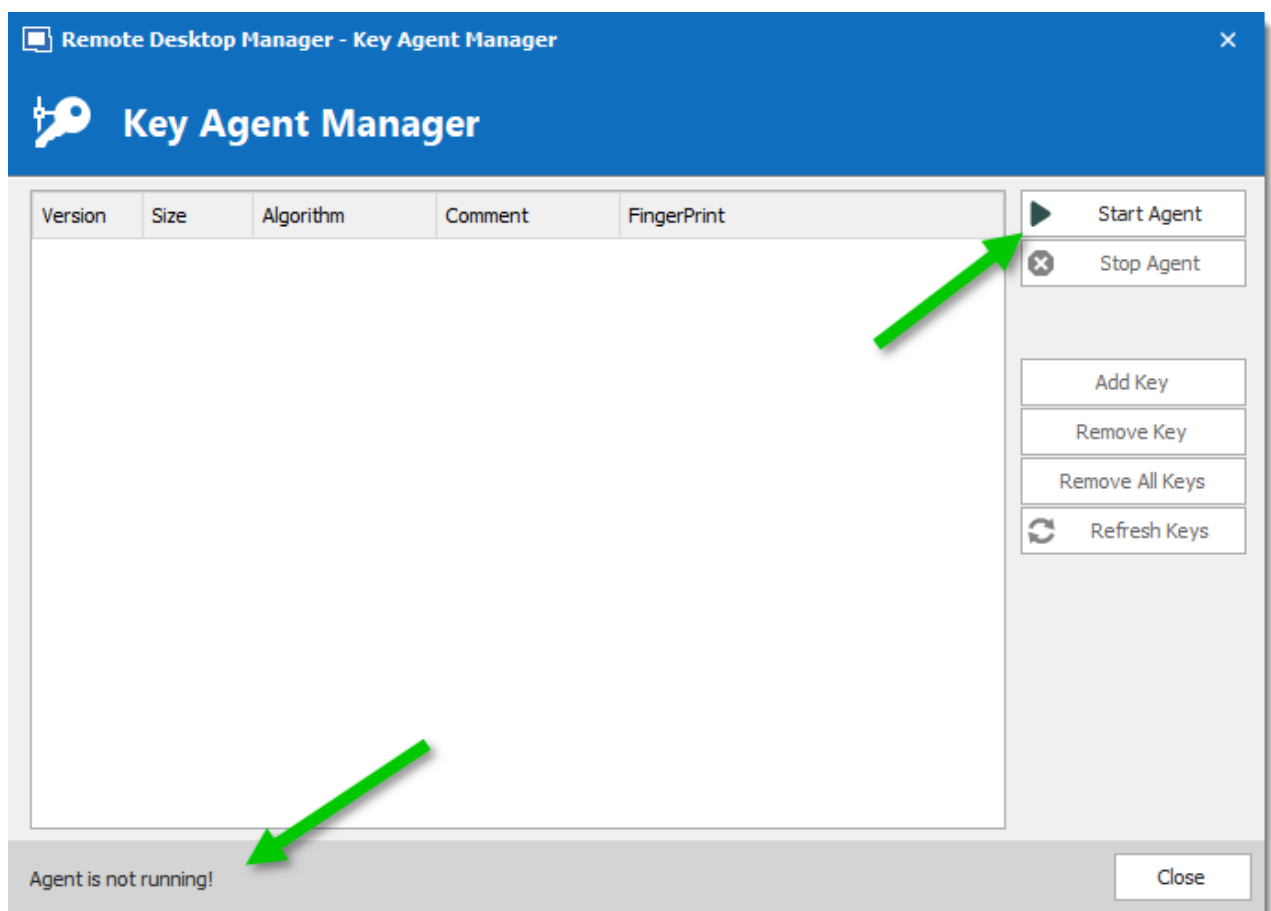 Remote Desktop Manager - Key Agent Manager
Key Agent Manager
Version Size Algorithm Comment FingerPrint
Start Agent
Stop Agent
Add Key
Remove Key
Remove All Keys
Refresh Keys
Agent is not running!
Close